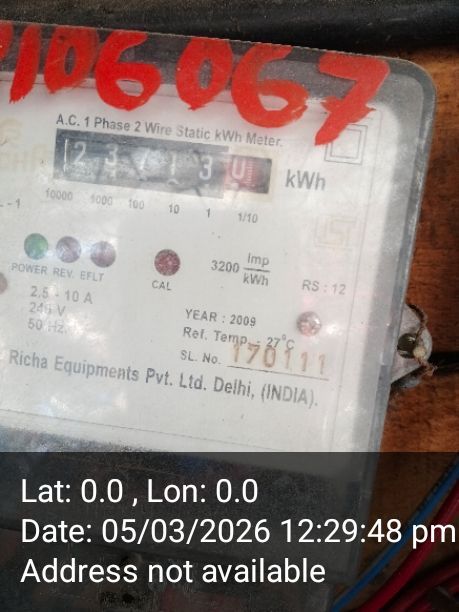 106067
A.C. 1 Phase 2 Wire Static kWh Meter.
kWh
10000 1000 100 10 1 1/10
POWER REV. EFLT
CAL
3200 Imp/kWh
RS : 12
2.5 - 10 A
240 V
50 Hz.
YEAR : 2009
Ref. Temp. : 27°C
SL. No. 170111
Richa Equipments Pvt. Ltd. Delhi, (INDIA).
Lat: 0.0 , Lon: 0.0
Date: 05/03/2026 12:29:48 pm
Address not available